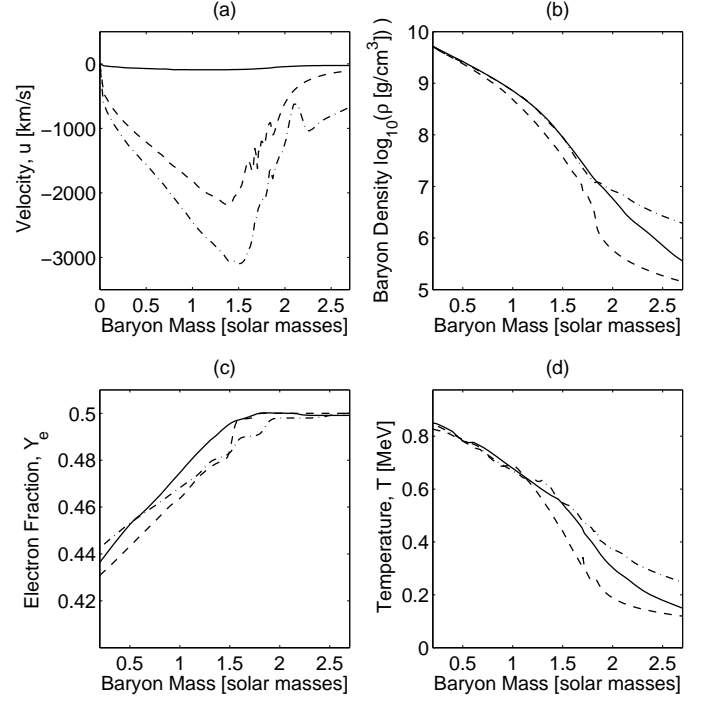 (a)
0
−1000
−2000
−3000
Velocity, u [km/s]
0 0.5 1 1.5 2 2.5
Baryon Mass [solar masses]
(b)
10
9
8
7
6
5
Baryon Density log10(ρ [g/cm3]) )
1 1.5 2 2.5
0.5
Baryon Mass [solar masses]
(c)
0.5
0.48
0.46
0.44
0.42
Electron Fraction, Ye
0.5 1 1.5 2 2.5
Baryon Mass [solar masses]
(d)
0.8
0.6
0.4
0.2
0
Temperature, T [MeV]
0.5 1 1.5 2 2.5
Baryon Mass [solar masses]